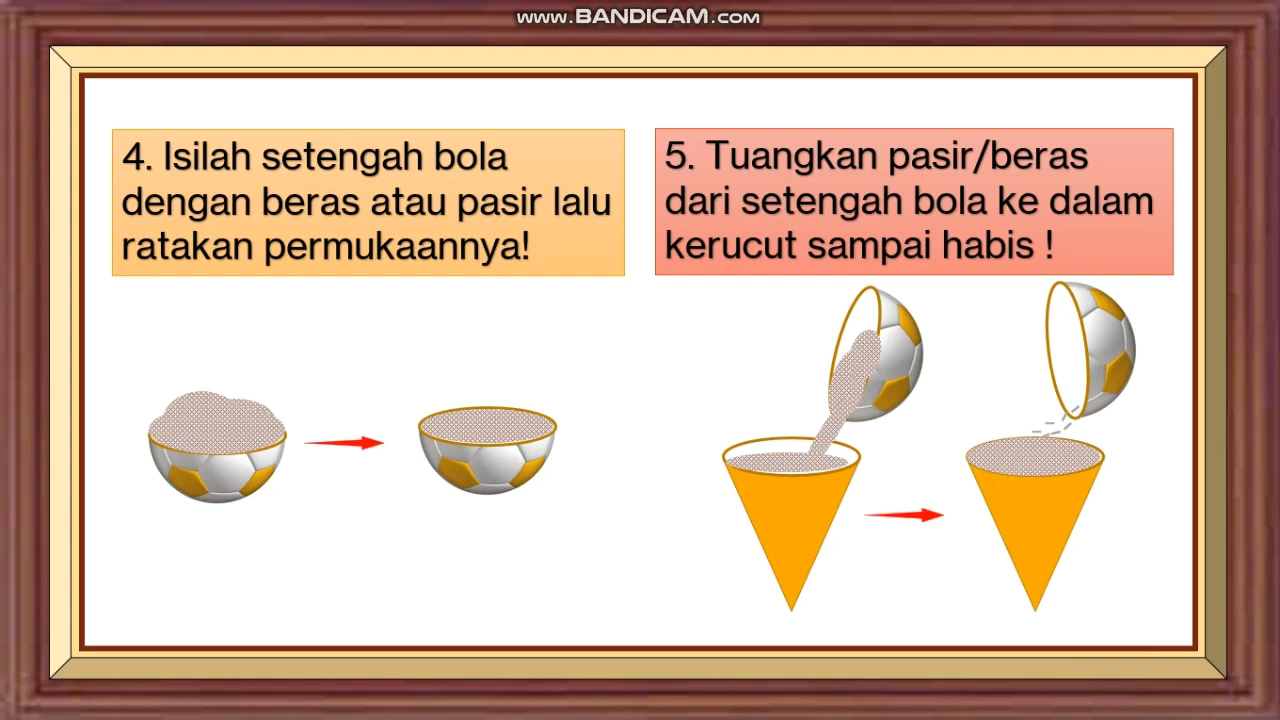 www.BANDICAM.com
4. Isilah setengah bola
dengan beras atau pasir lalu
ratakan permukaannya!
5. Tuangkan pasir/beras
dari setengah bola ke dalam
kerucut sampai habis !